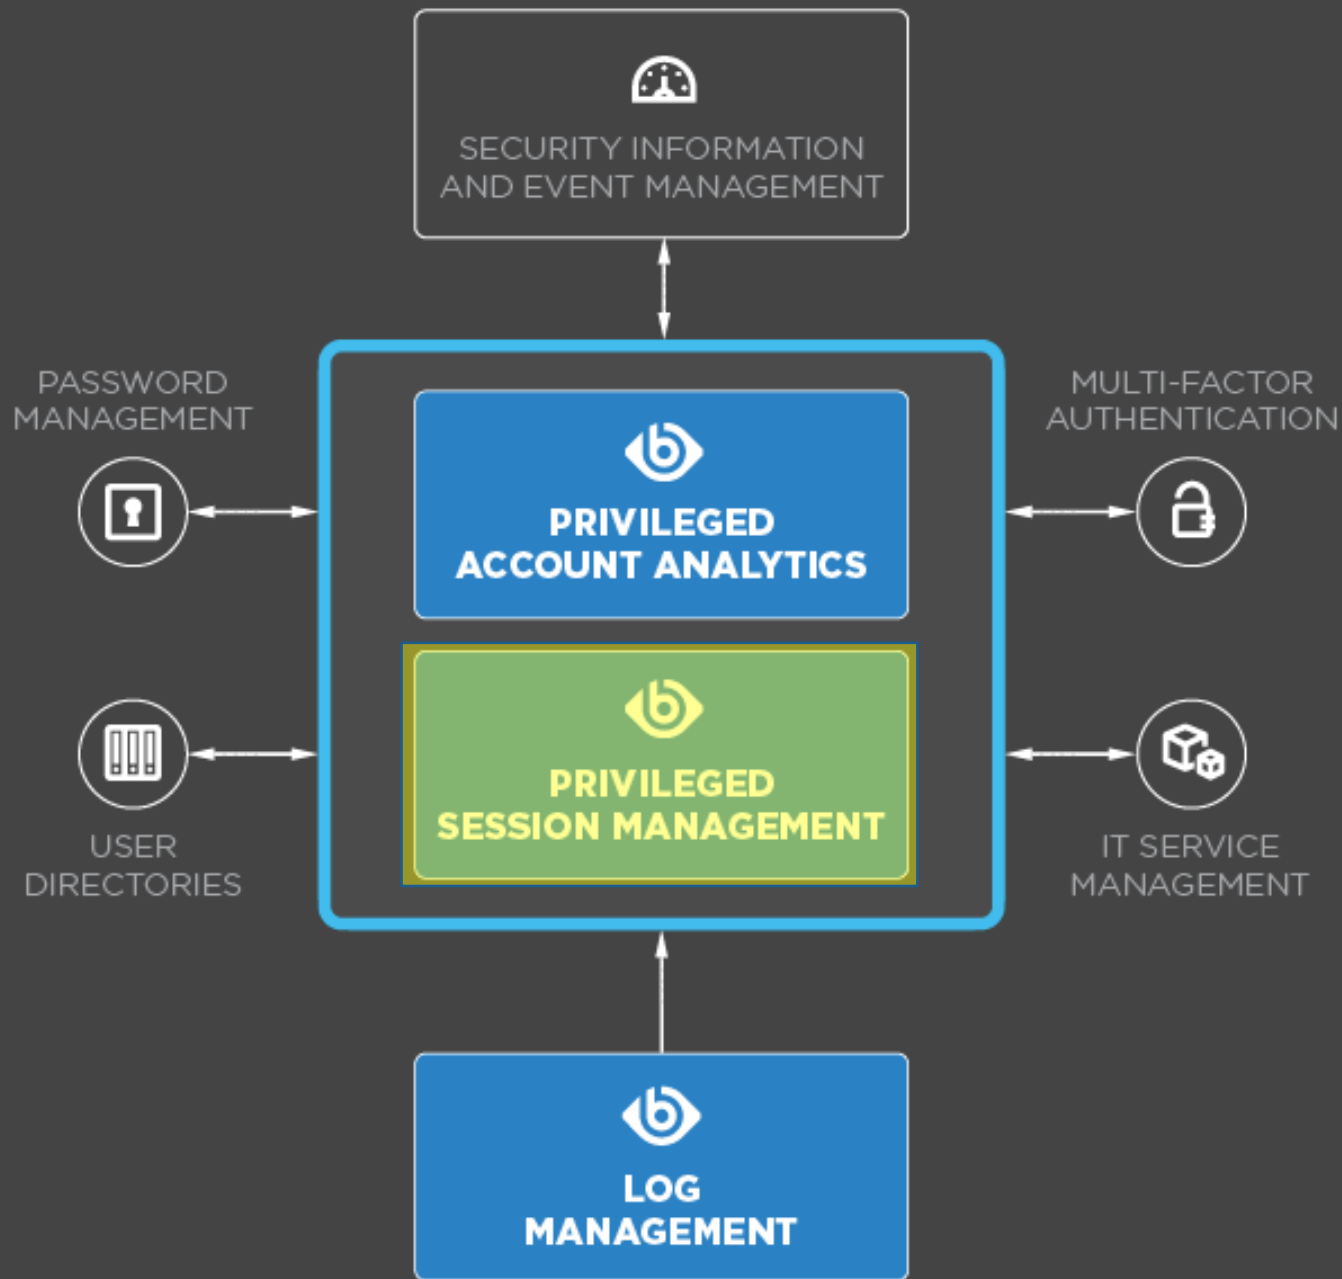 SECURITY INFORMATION
AND EVENT MANAGEMENT
PASSWORD
MANAGEMENT
MULTI-FACTOR
AUTHENTICATION
PRIVILEGED
ACCOUNT ANALYTICS
PRIVILEGED
SESSION MANAGEMENT
USER
DIRECTORIES
IT SERVICE
MANAGEMENT
LOG
MANAGEMENT